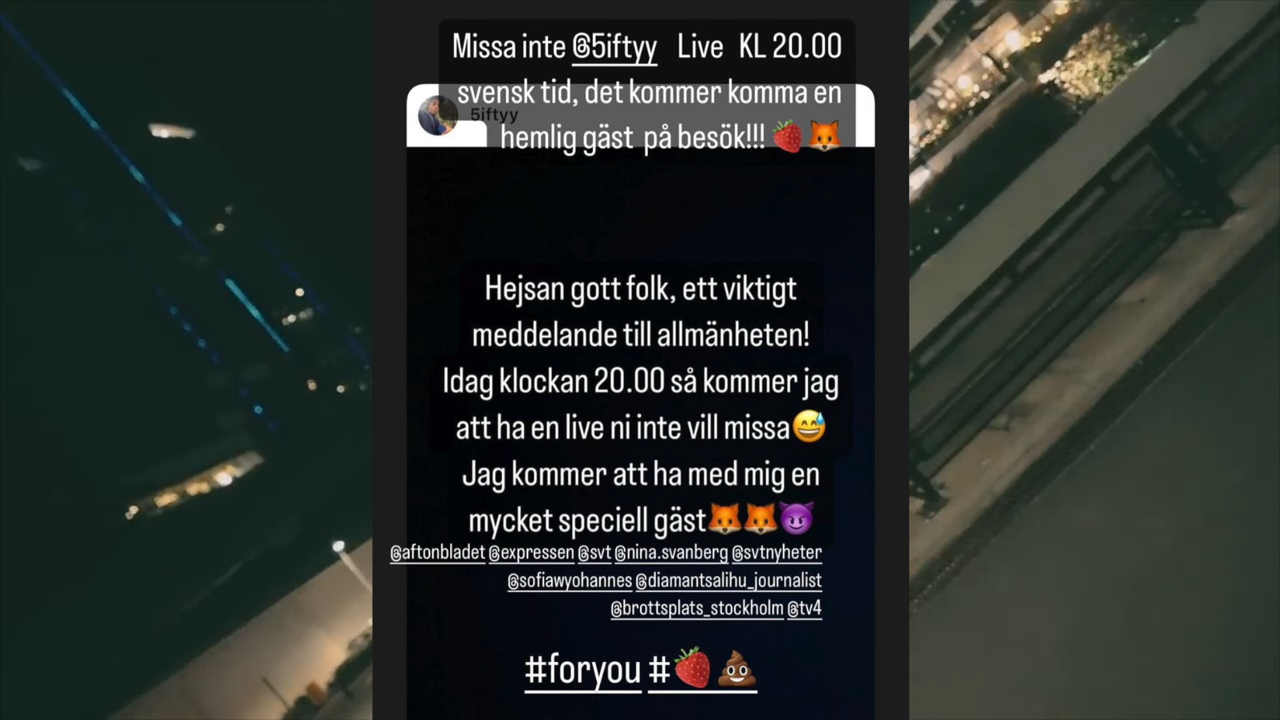 Missa inte @5iftyy Live KL 20.00
svensk tid, det kommer komma en
5iftyy
hemlig gäst på besök!!! 🍓🦊
Hejsan gott folk, ett viktigt
meddelande till allmänheten!
Idag klockan 20.00 så kommer jag
att ha en live ni inte vill missa😅
Jag kommer att ha med mig en
mycket speciell gäst🦊🦊😈
@aftonbladet @expressen @svt @nina.svanberg @svtnyheter
@sofiawyohannes @diamantsalihu_journalist
@brottsplats_stockholm @tv4
#foryou #🍓💩